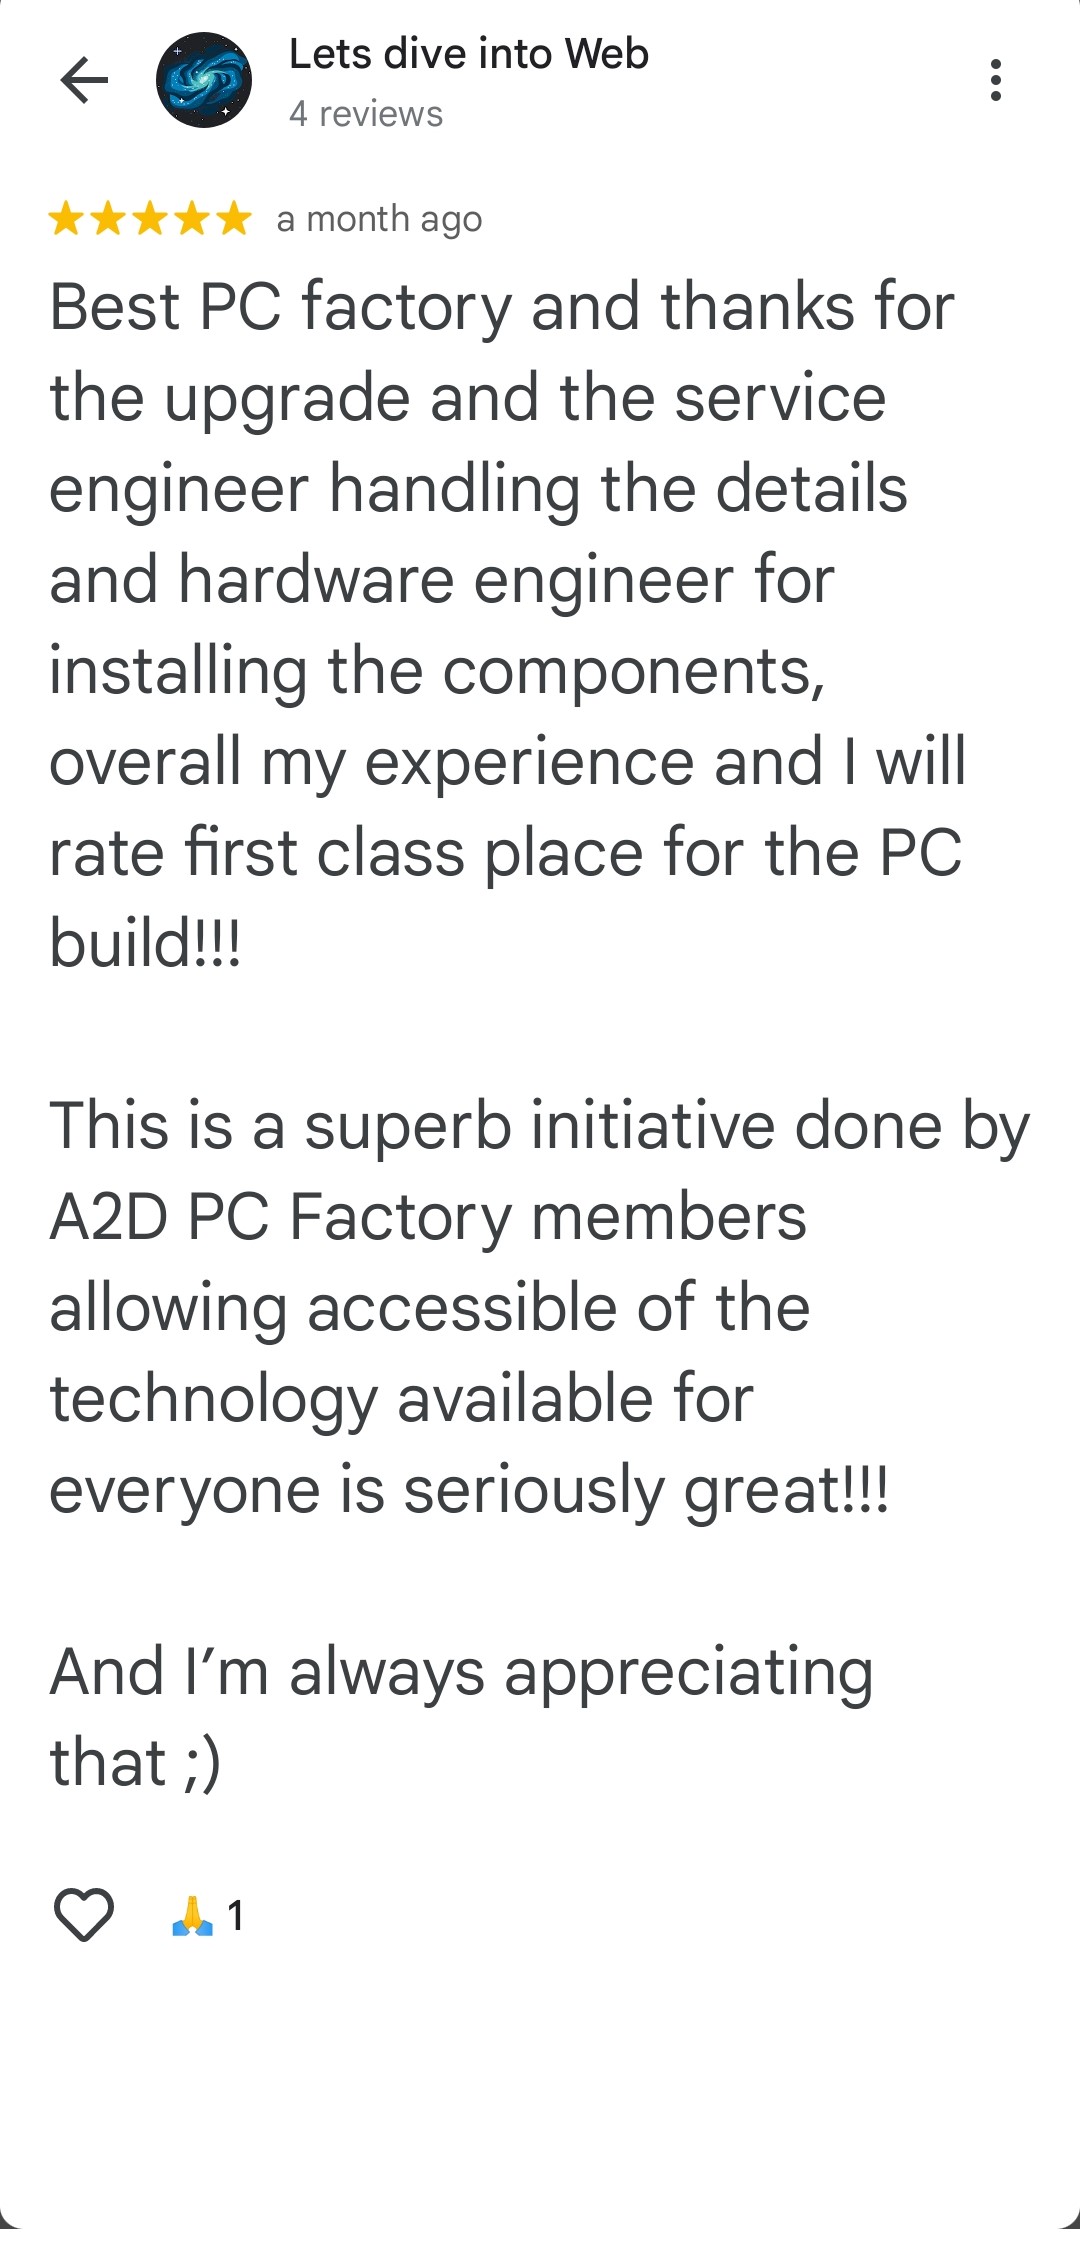 Lets dive into Web
4 reviews
a month ago
Best PC factory and thanks for
the upgrade and the service
engineer handling the details
and hardware engineer for
installing the components,
overall my experience and I will
rate first class place for the PC
build!!!
This is a superb initiative done by
A2D PC Factory members
allowing accessible of the
technology available for
everyone is seriously great!!!
And I’m always appreciating
that ;)
🙏 1